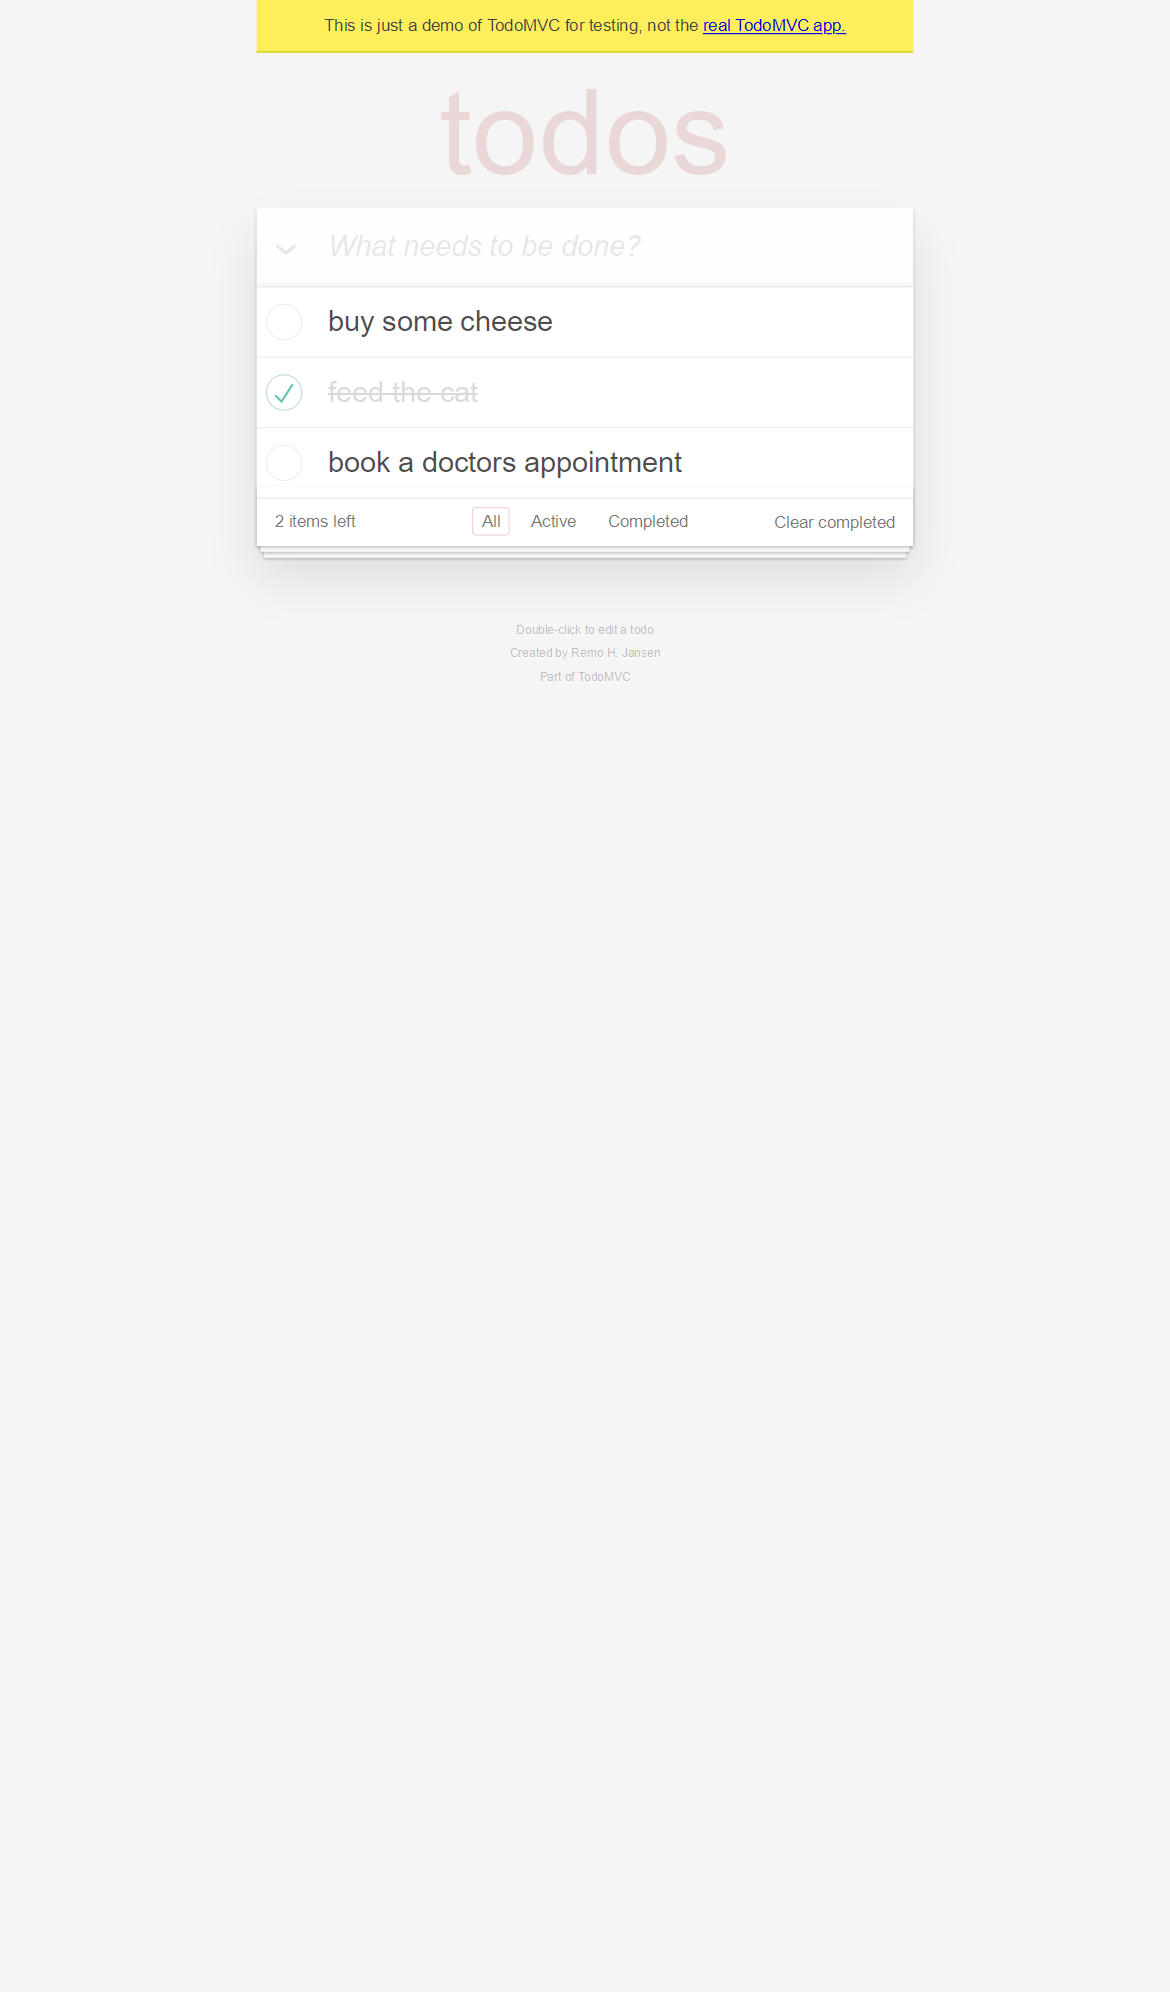 This is just a demo of TodoMVC for testing, not the real TodoMVC app.
todos
What needs to be done?
buy some cheese
feed the cat
book a doctors appointment
2 items left All Active Completed Clear completed
Double-click to edit a todo
Created by Remo H. Jansen
Part of TodoMVC